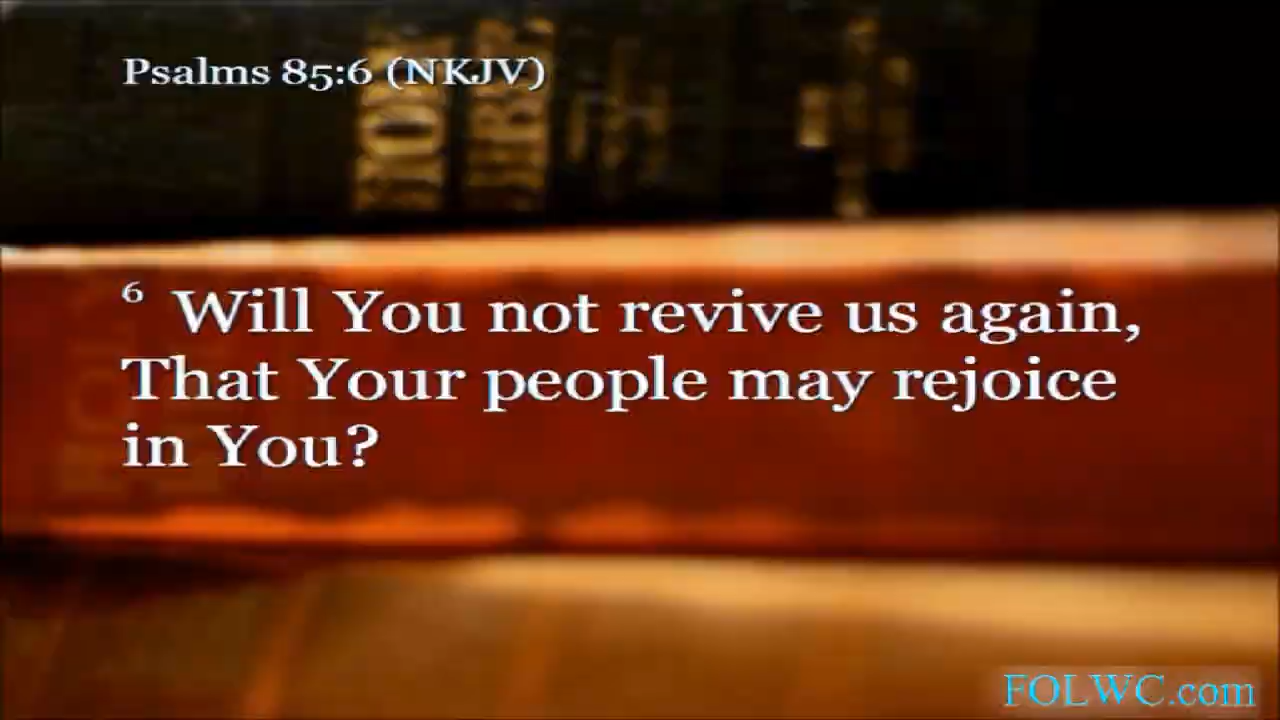 Psalms 85:6 (NKJV)
6 Will You not revive us again,
That Your people may rejoice
in You?
FOLWC.com